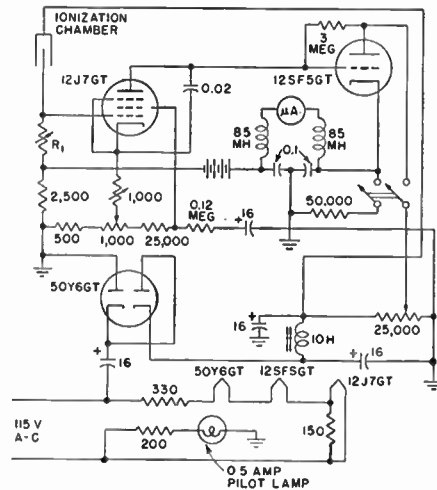 IONIZATION
CHAMBER
12J7GT
0.02
3
MEG
12SF5GT
μA.
85
MH
0.1
85
MH
R1
2,500
1,000
50,000
0.12
MEG
+16
500
1,000
25,000
50Y6GT
+
16
16
+
10H
+
16
25,000
330
50Y6GT
12SF5GT
12J7GT
115 V
A-C
200
150
0.5 AMP
PILOT LAMP